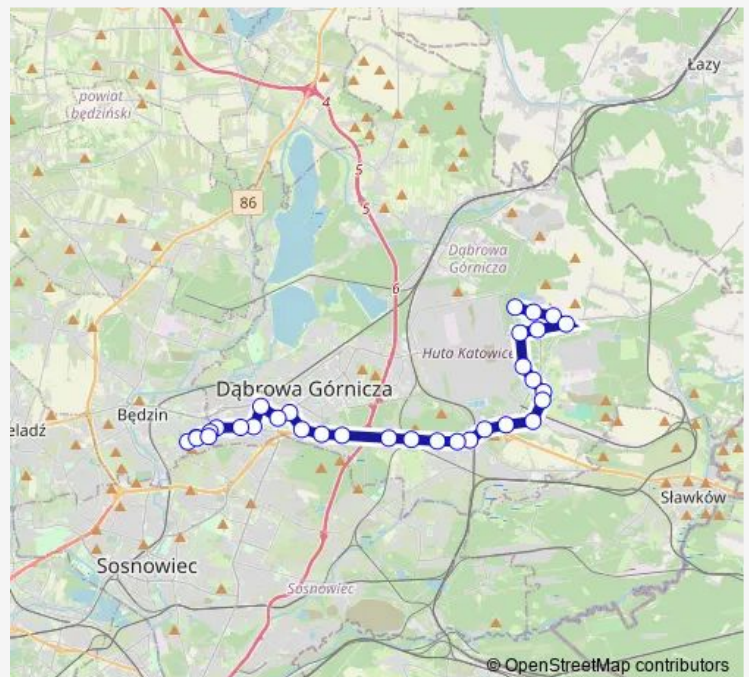 Łazy
powiat
będziński
4
5
86
5
Dąbrowa
Górnicza
6
Huta Katowice
Dąbrowa Górnicza
Będzin
eladź
Sławków
Sosnowiec
Sosnowiec
© OpenStreetMap contributors